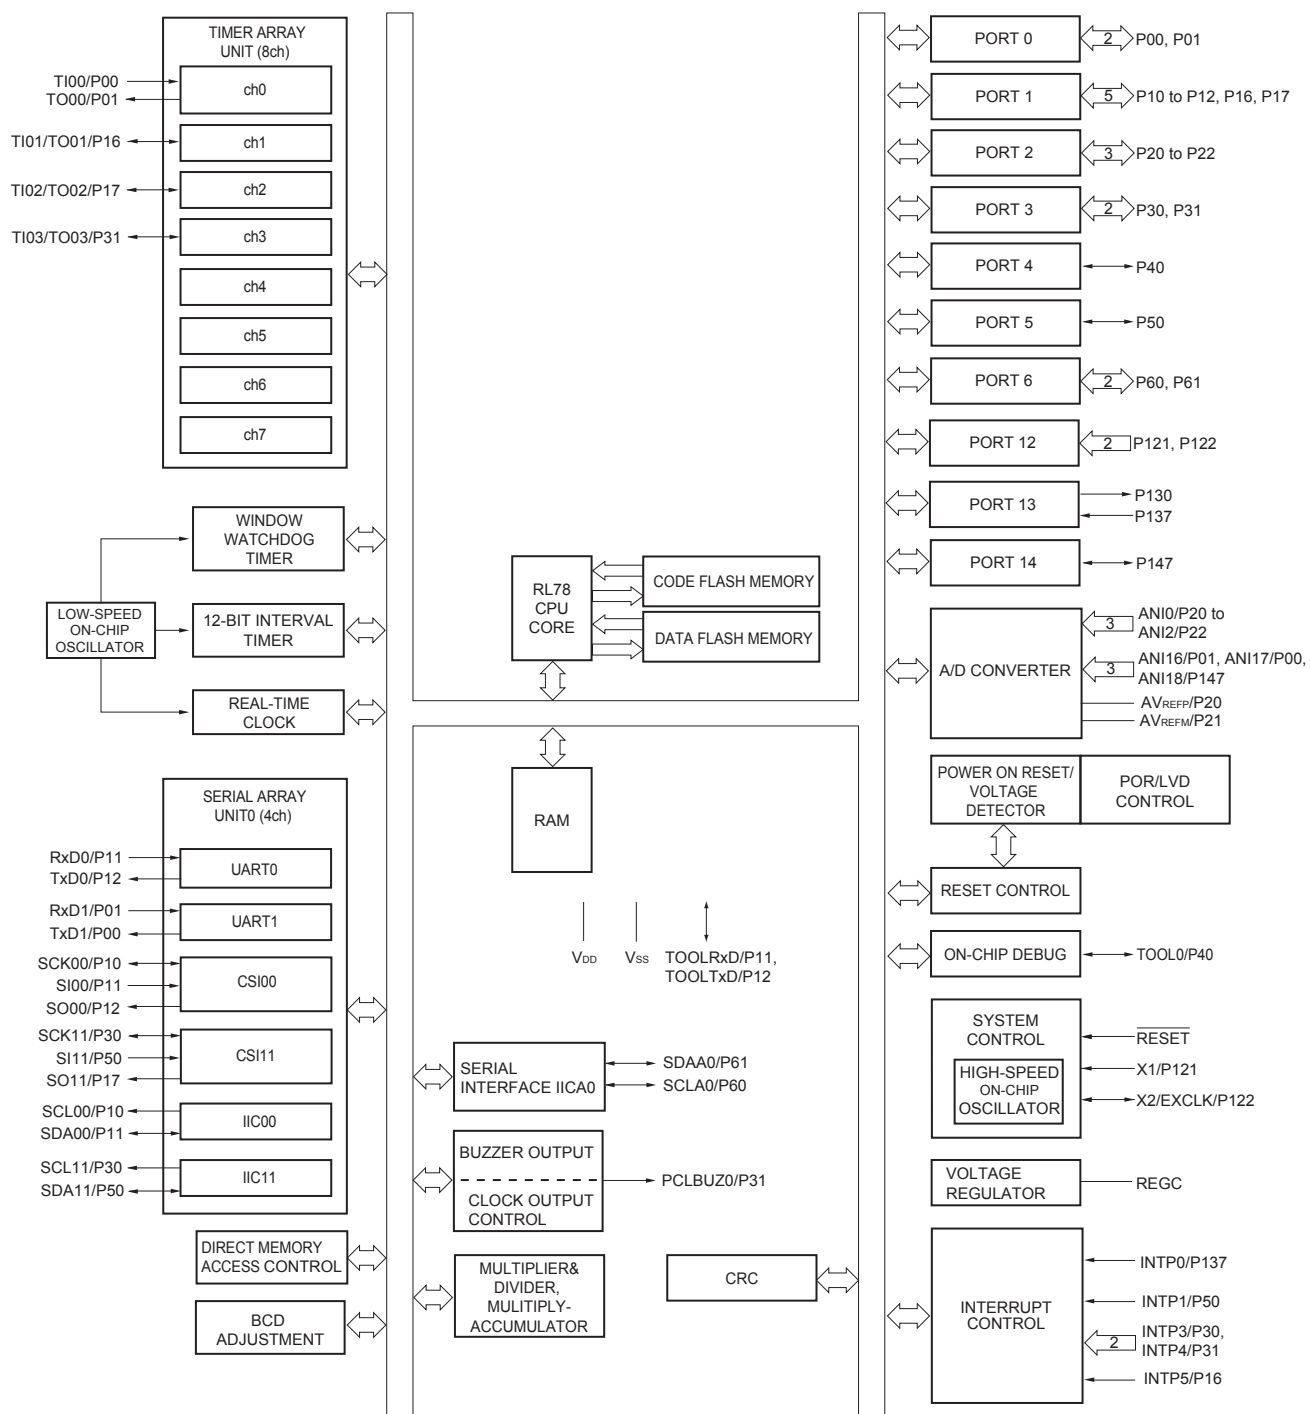 TIMER ARRAY
UNIT (8ch)
TI00/P00
TO00/P01
ch0
TI01/TO01/P16
ch1
TI02/TO02/P17
ch2
TI03/TO03/P31
ch3
ch4
ch5
ch6
ch7
WINDOW
WATCHDOG
TIMER
LOW-SPEED
ON-CHIP
OSCILLATOR
12-BIT INTERVAL
TIMER
REAL-TIME
CLOCK
SERIAL ARRAY
UNIT0 (4ch)
RxD0/P11
TxD0/P12
UART0
RxD1/P01
TxD1/P00
UART1
SCK00/P10
SI00/P11
SO00/P12
CSI00
SCK11/P30
SI11/P50
SO11/P17
CSI11
SCL00/P10
SDA00/P11
IIC00
SCL11/P30
SDA11/P50
IIC11
DIRECT MEMORY
ACCESS CONTROL
BCD
ADJUSTMENT
RL78
CPU
CORE
CODE FLASH MEMORY
DATA FLASH MEMORY
RAM
VDD
VSS
TOOLRxD/P11,
TOOLTxD/P12
SERIAL
INTERFACE IICA0
SDAA0/P61
SCLA0/P60
BUZZER OUTPUT
CLOCK OUTPUT
CONTROL
PCLBUZ0/P31
MULTIPLIER&
DIVIDER,
MULITIPLY-
ACCUMULATOR
CRC
PORT 0
2
P00, P01
PORT 1
5
P10 to P12, P16, P17
PORT 2
3
P20 to P22
PORT 3
2
P30, P31
PORT 4
P40
PORT 5
P50
PORT 6
2
P60, P61
PORT 12
2
P121, P122
PORT 13
P130
P137
PORT 14
P147
A/D CONVERTER
3
ANI0/P20 to
ANI2/P22
3
ANI16/P01, ANI17/P00,
ANI18/P147
AVREFP/P20
AVREFM/P21
POWER ON RESET/
VOLTAGE
DETECTOR
POR/LVD
CONTROL
RESET CONTROL
ON-CHIP DEBUG
TOOL0/P40
SYSTEM
CONTROL
HIGH-SPEED
ON-CHIP
OSCILLATOR
RESET
X1/P121
X2/EXCLK/P122
VOLTAGE
REGULATOR
REGC
INTERRUPT
CONTROL
INTP0/P137
INTP1/P50
2
INTP3/P30,
INTP4/P31
INTP5/P16